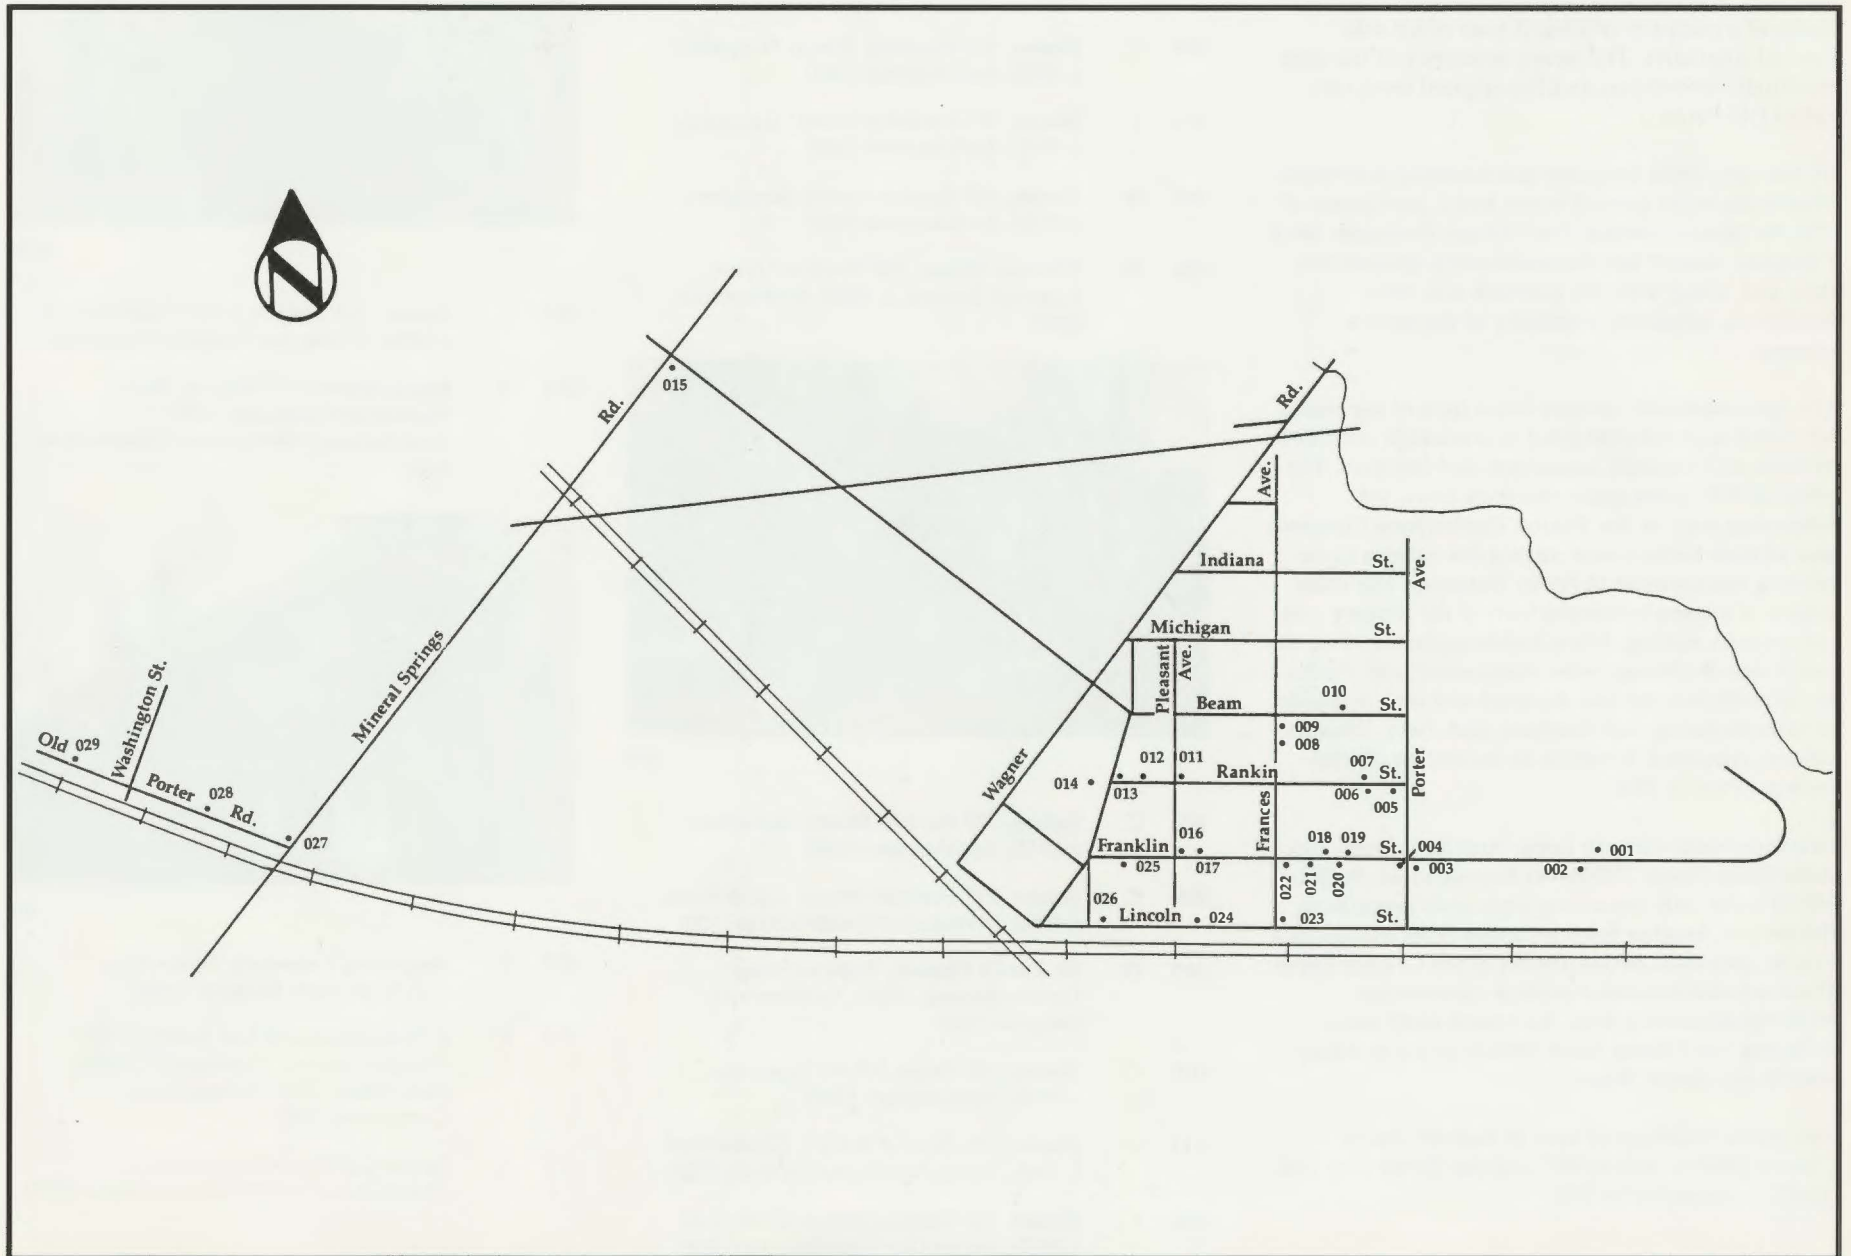 N
015
Rd.
Rd.
Ave.
Indiana St.
Ave.
Michigan St.
Pleasant Ave.
Mineral Springs
Washington St.
010
Beam St.
009
008
Old 029
012 011 007
Rankin St.
Wagner
014
013
006
005
Porter
Porter Rd.
028
Frances
027
016 018 019
Franklin St.
004
001
025 017
022 021 020
003
002
026
Lincoln 024 023 St.